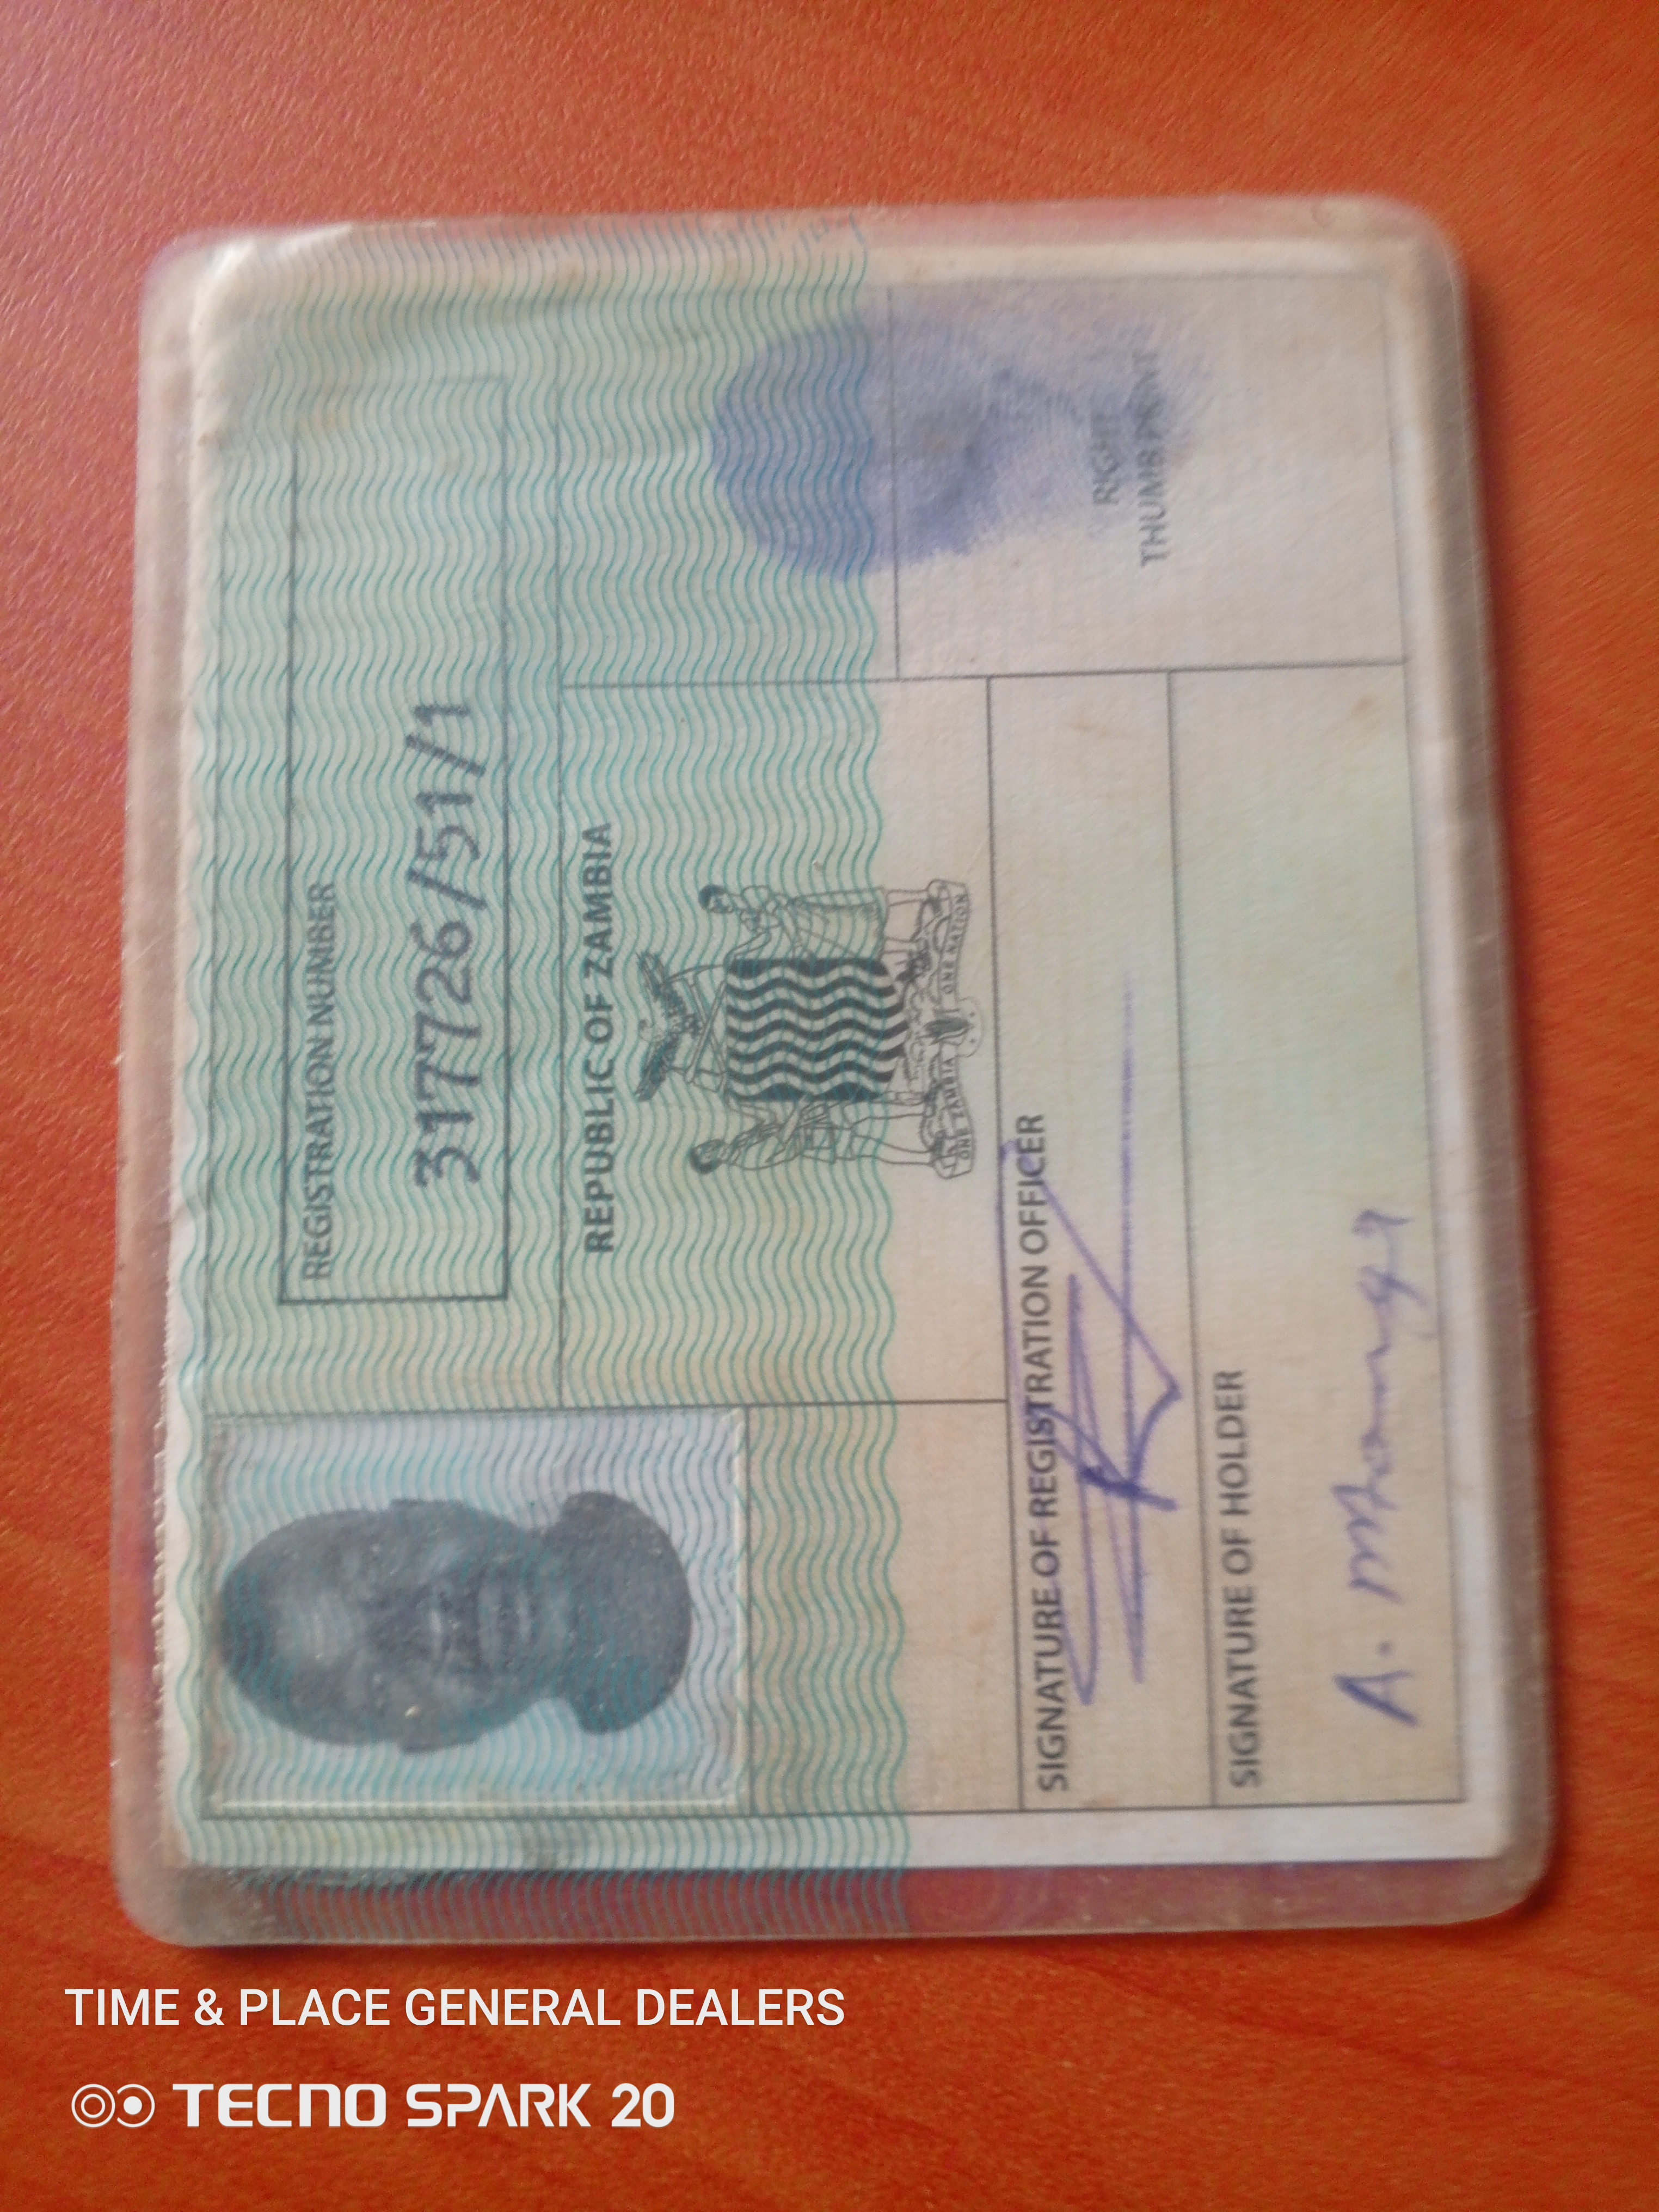 REGISTRATION NUMBER
317726/51/1
REPUBLIC OF ZAMBIA
ONE ZAMBIA ONE NATION
RIGHT
THUMB PRINT
SIGNATURE OF REGISTRATION OFFICER
SIGNATURE OF HOLDER
A.
TIME & PLACE GENERAL DEALERS
TECNO SPARK 20